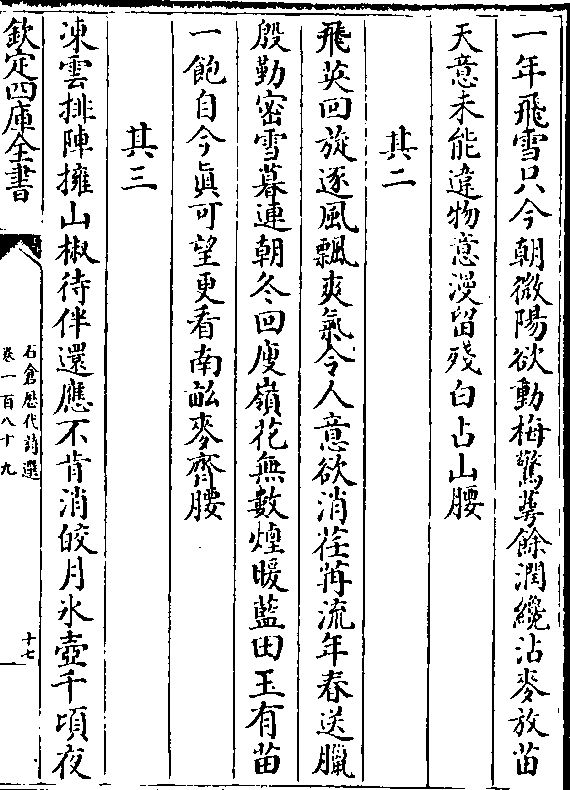 一年飛雪只今朝微陽欲動梅驚萼餘潤纔沾麥放苗
天意未能違物意漫留殘白占山腰
其二
飛英回旋逐風飄爽氣令人意欲消荏苒流年春送臘
殷勤密雪暮連朝冬回庾嶺花無數煙暖藍田玉有苗
一飽自今眞可望更看南畝麥齊腰
其三
凍雲排陣擁山椒待伴還應不肯消皎月氷壺千頃夜
欽定四庫全書
石倉歷代詩選
卷一百八十九
十七